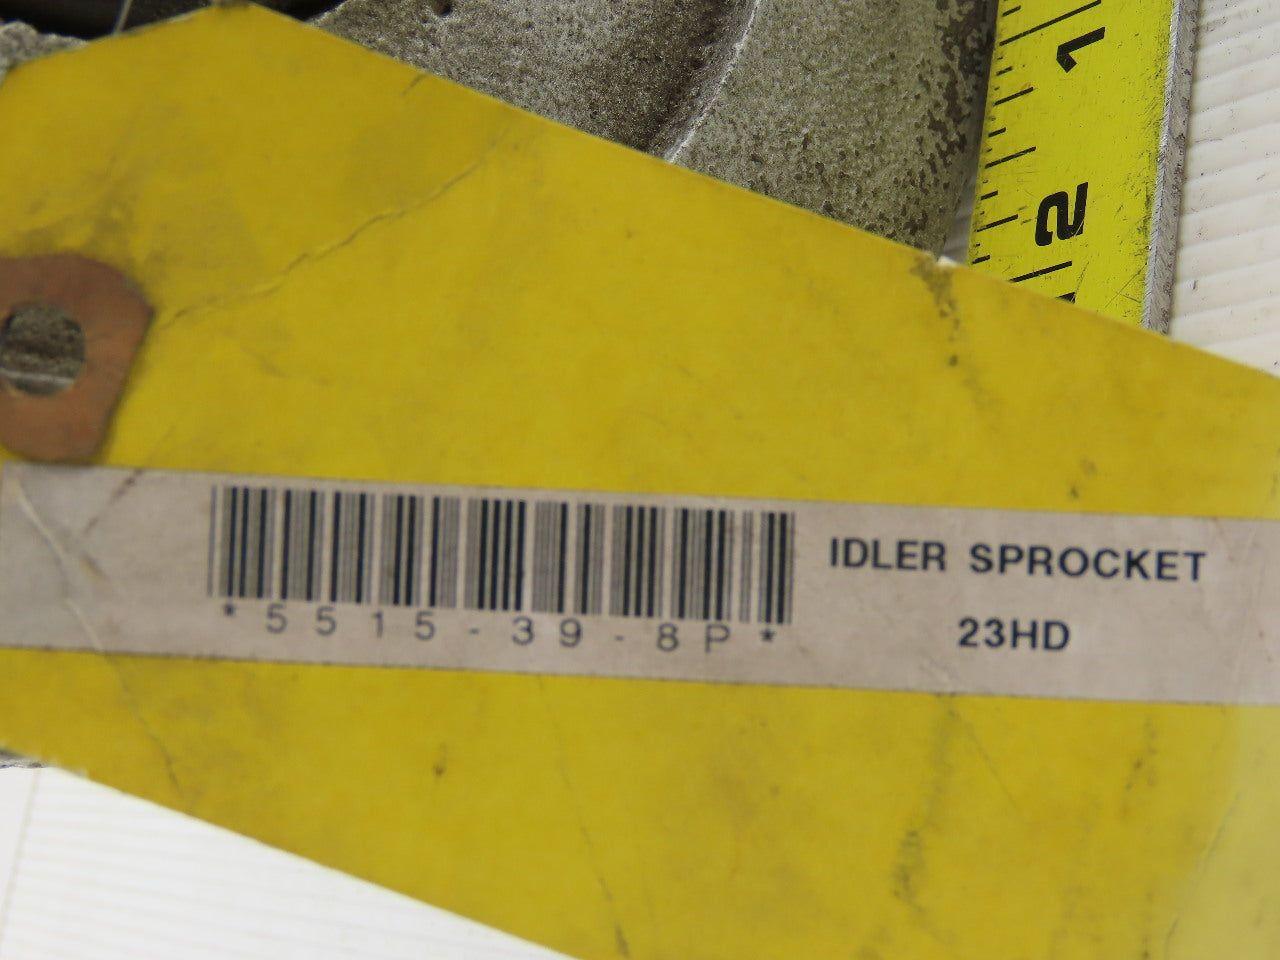 1
2
*5515-39-8P*
IDLER SPROCKET
23HD